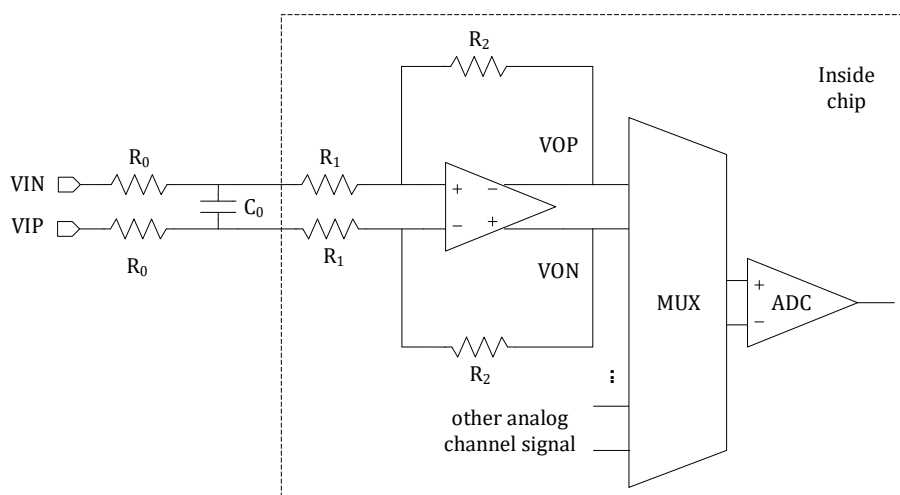 R₂
Inside
chip
VOP
R₀
R₁
VIN
+
−
C₀
VIP
−
+
R₀
R₁
VON
MUX
+
−
ADC
R₂
⋮
other analog
channel signal